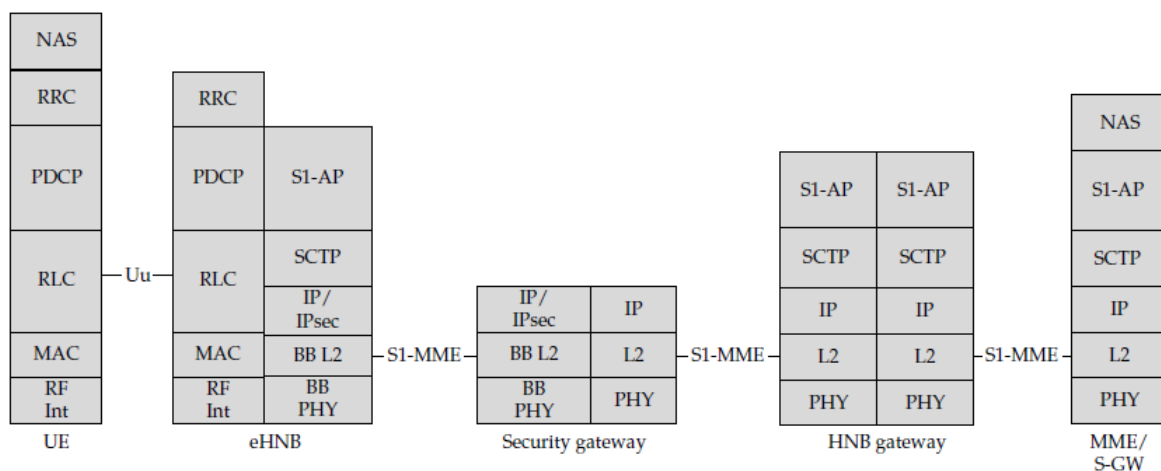 NAS
RRC
PDCP
RLC
MAC
RF
Int
UE
Uu
RRC
PDCP
RLC
MAC
RF
Int
S1-AP
SCTP
IP/
IPsec
BB L2
BB
PHY
eHNB
S1-MME
IP/
IPsec
BB L2
BB
PHY
IP
L2
PHY
Security gateway
S1-MME
S1-AP
SCTP
IP
L2
PHY
S1-AP
SCTP
IP
L2
PHY
HNB gateway
S1-MME
NAS
S1-AP
SCTP
IP
L2
PHY
MME/
S-GW